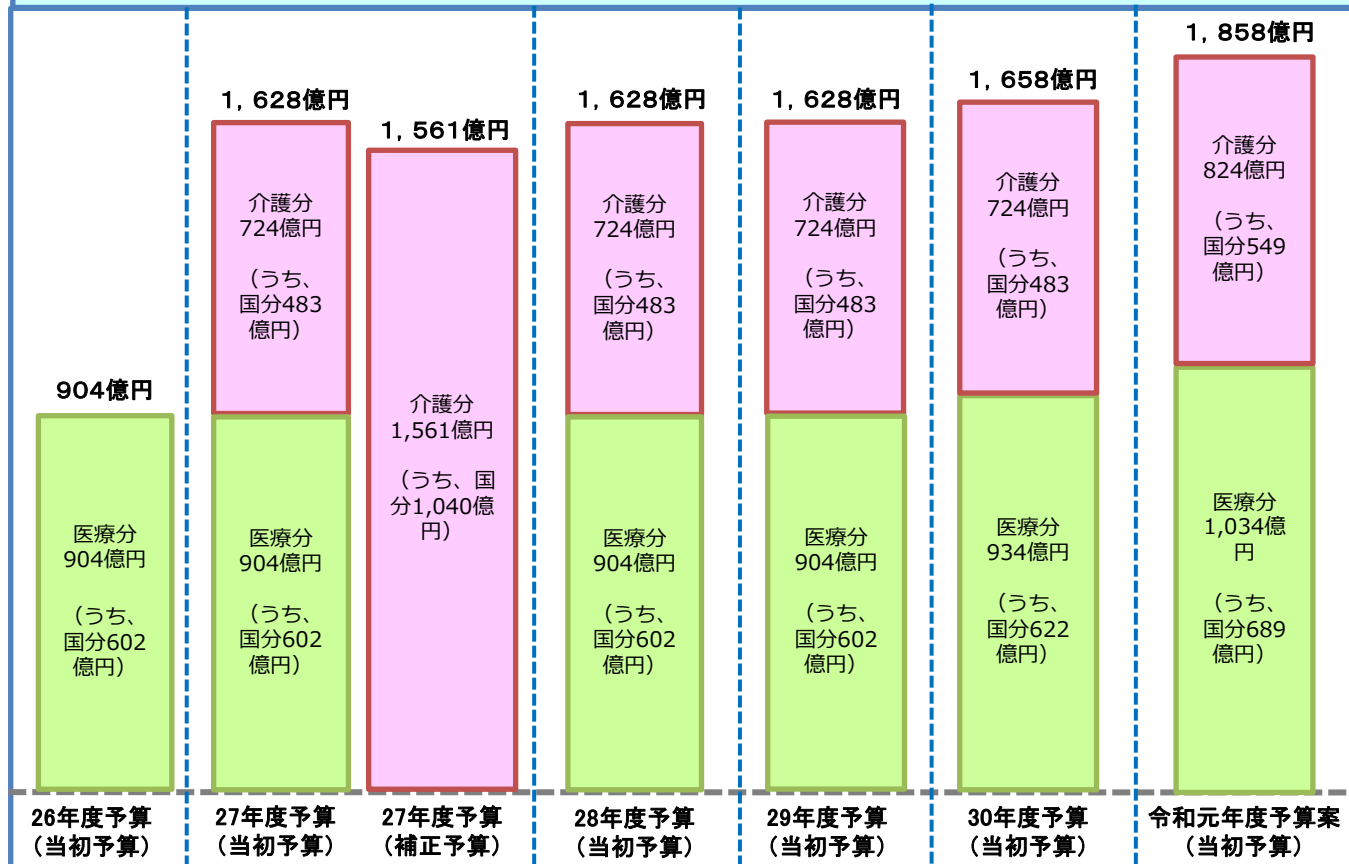 904億円
医療分
904億円
（うち、
国分602
億円）
26年度予算
（当初予算）
1，628億円
介護分
724億円
（うち、
国分483
億円）
医療分
904億円
（うち、
国分602
億円）
27年度予算
（当初予算）
1，561億円
介護分
1,561億円
（うち、国
分1,040億
円）
27年度予算
（補正予算）
1，628億円
介護分
724億円
（うち、
国分483
億円）
医療分
904億円
（うち、
国分602
億円）
28年度予算
（当初予算）
1，628億円
介護分
724億円
（うち、
国分483
億円）
医療分
904億円
（うち、
国分602
億円）
29年度予算
（当初予算）
1，658億円
介護分
724億円
（うち、
国分483
億円）
医療分
934億円
（うち、
国分622
億円）
30年度予算
（当初予算）
1，858億円
介護分
824億円
（うち、
国分549
億円）
医療分
1,034億
円
（うち、
国分689
億円）
令和元年度予算案
（当初予算）